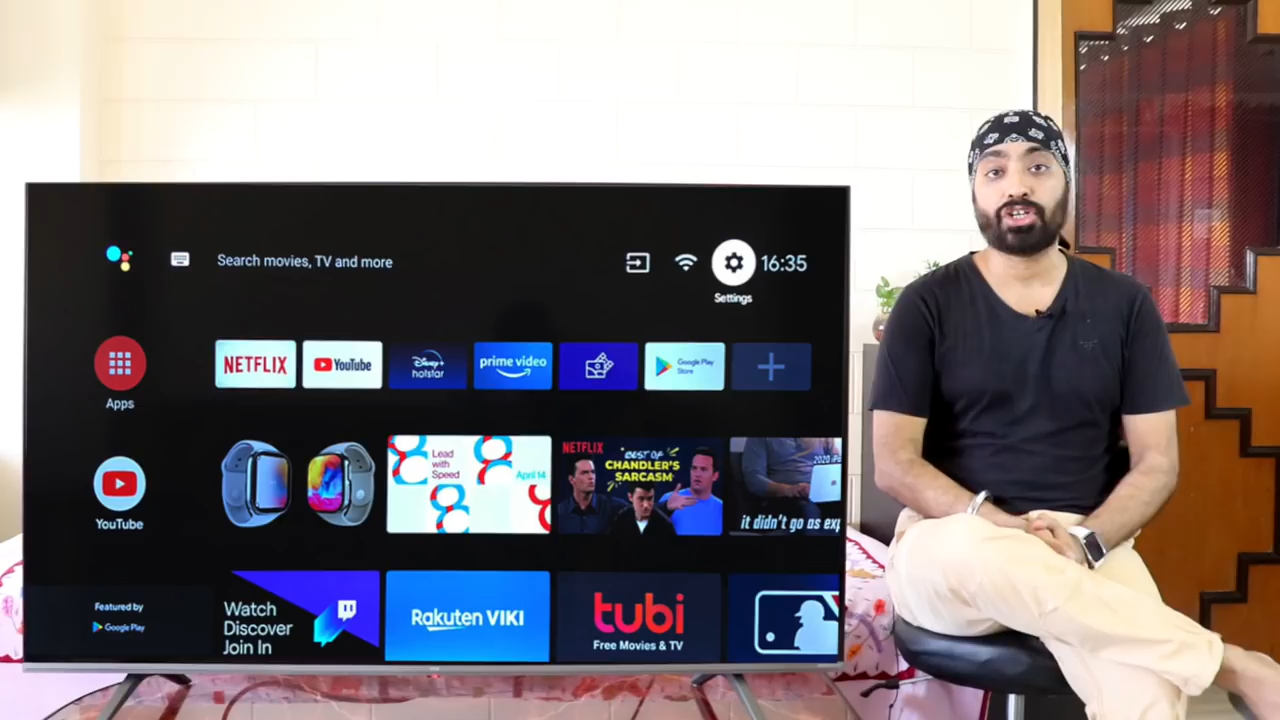 Search movies, TV and more
16:35
Settings
NETFLIX
YouTube
Disney+
hotstar
prime video
Google Play
Store
Apps
Lead
with
Speed
April 14
NETFLIX
BEST OF
CHANDLER'S
SARCASM
2020
it didn't go as
YouTube
Featured by
Google Play
Watch
Discover
Join In
Rakuten VIKI
tubi
Free Movies & TV